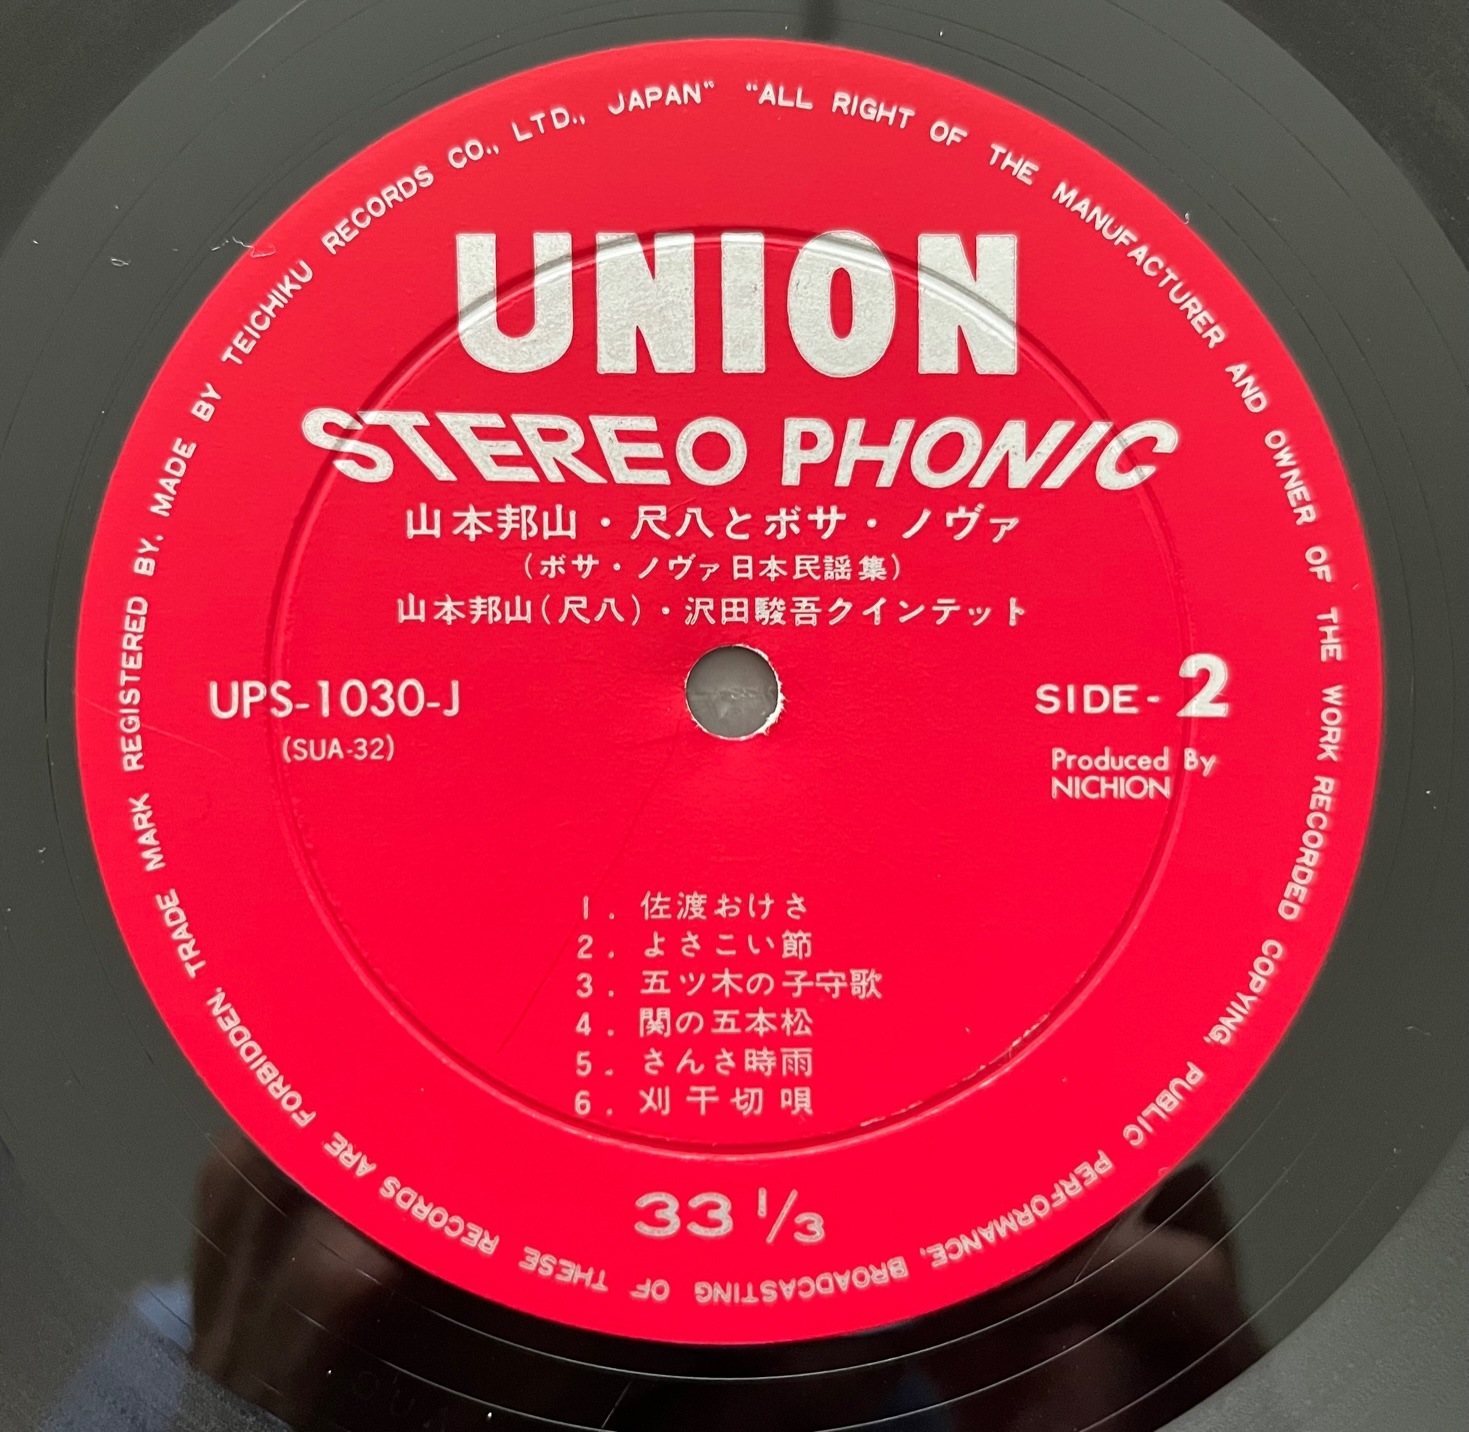 UNION
STEREO PHONIC
山本邦山・尺八とボサ・ノヴァ
(ボサ・ノヴァ日本民謡集)
山本邦山(尺八)・沢田駿吾クインテット
UPS-1030-J
(SUA-32)
SIDE-2
Produced By
NICHION
1. 佐渡おけさ
2. よさこい節
3. 五ツ木の子守歌
4. 関の五本松
5. さんさ時雨
6. 刈干切唄
33 1/3
"ALL RIGHT OF THE MANUFACTURER AND OWNER OF THE WORK RECORDED COPYING, PUBLIC PERFORMANCE, BROADCASTING OF THESE RECORDS ARE FORBIDDEN, TRADE MARK REGISTERED BY. MADE BY TEICHIKU RECORDS CO., LTD., JAPAN"